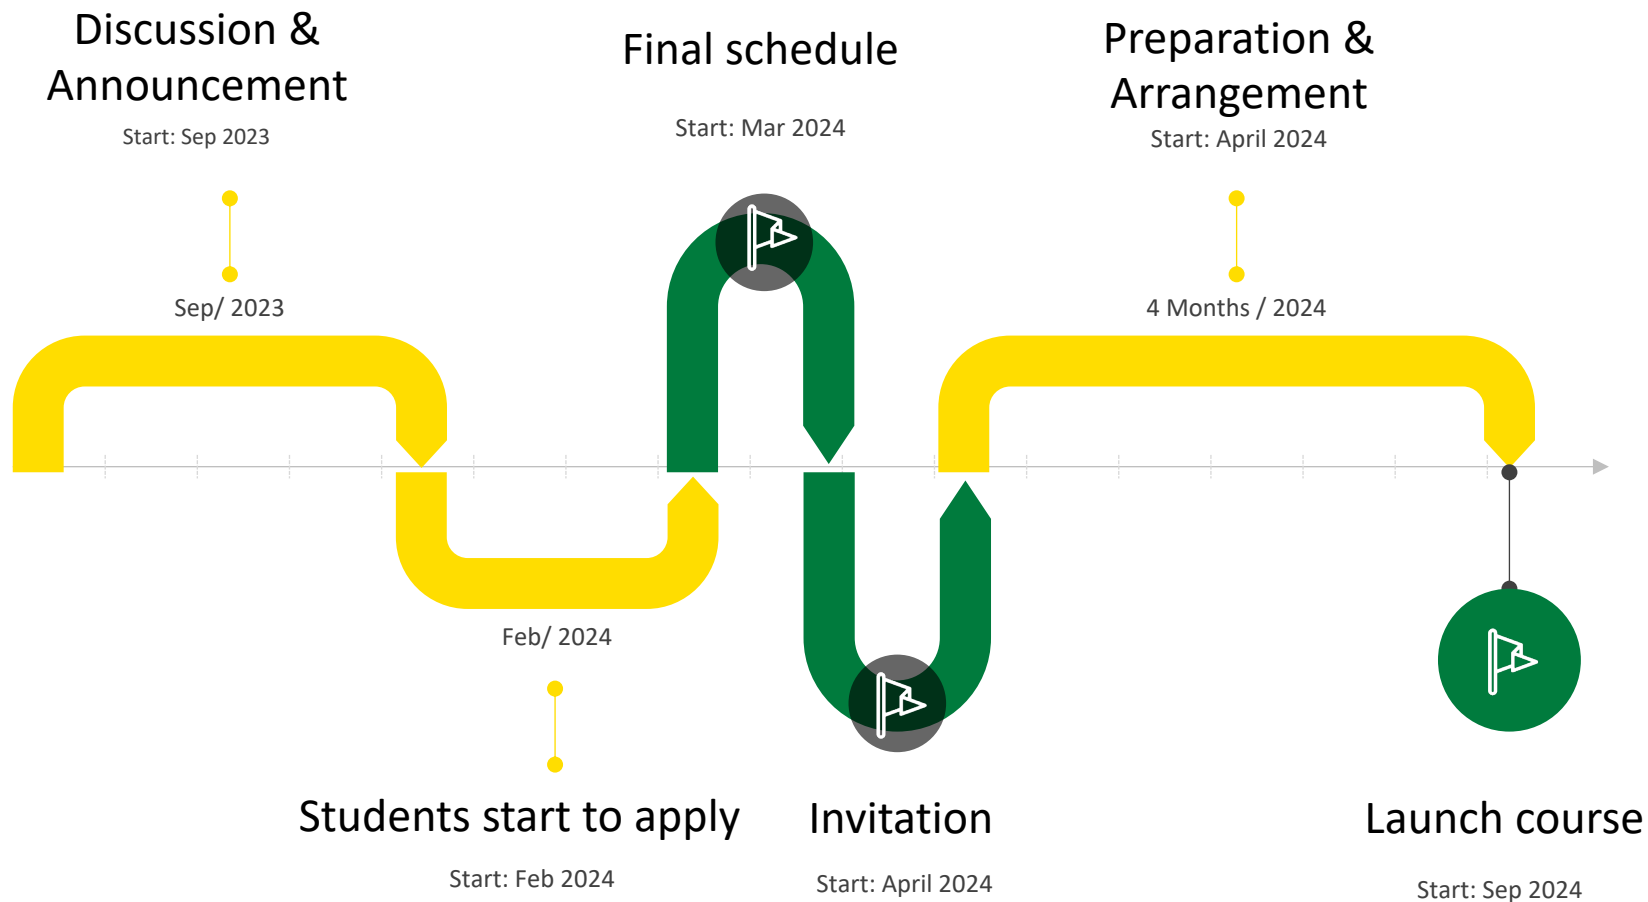 Discussion &
Announcement
Start: Sep 2023
Sep/ 2023
Final schedule
Start: Mar 2024
Preparation &
Arrangement
Start: April 2024
4 Months / 2024
Feb/ 2024
Students start to apply
Start: Feb 2024
Invitation
Start: April 2024
Launch course
Start: Sep 2024